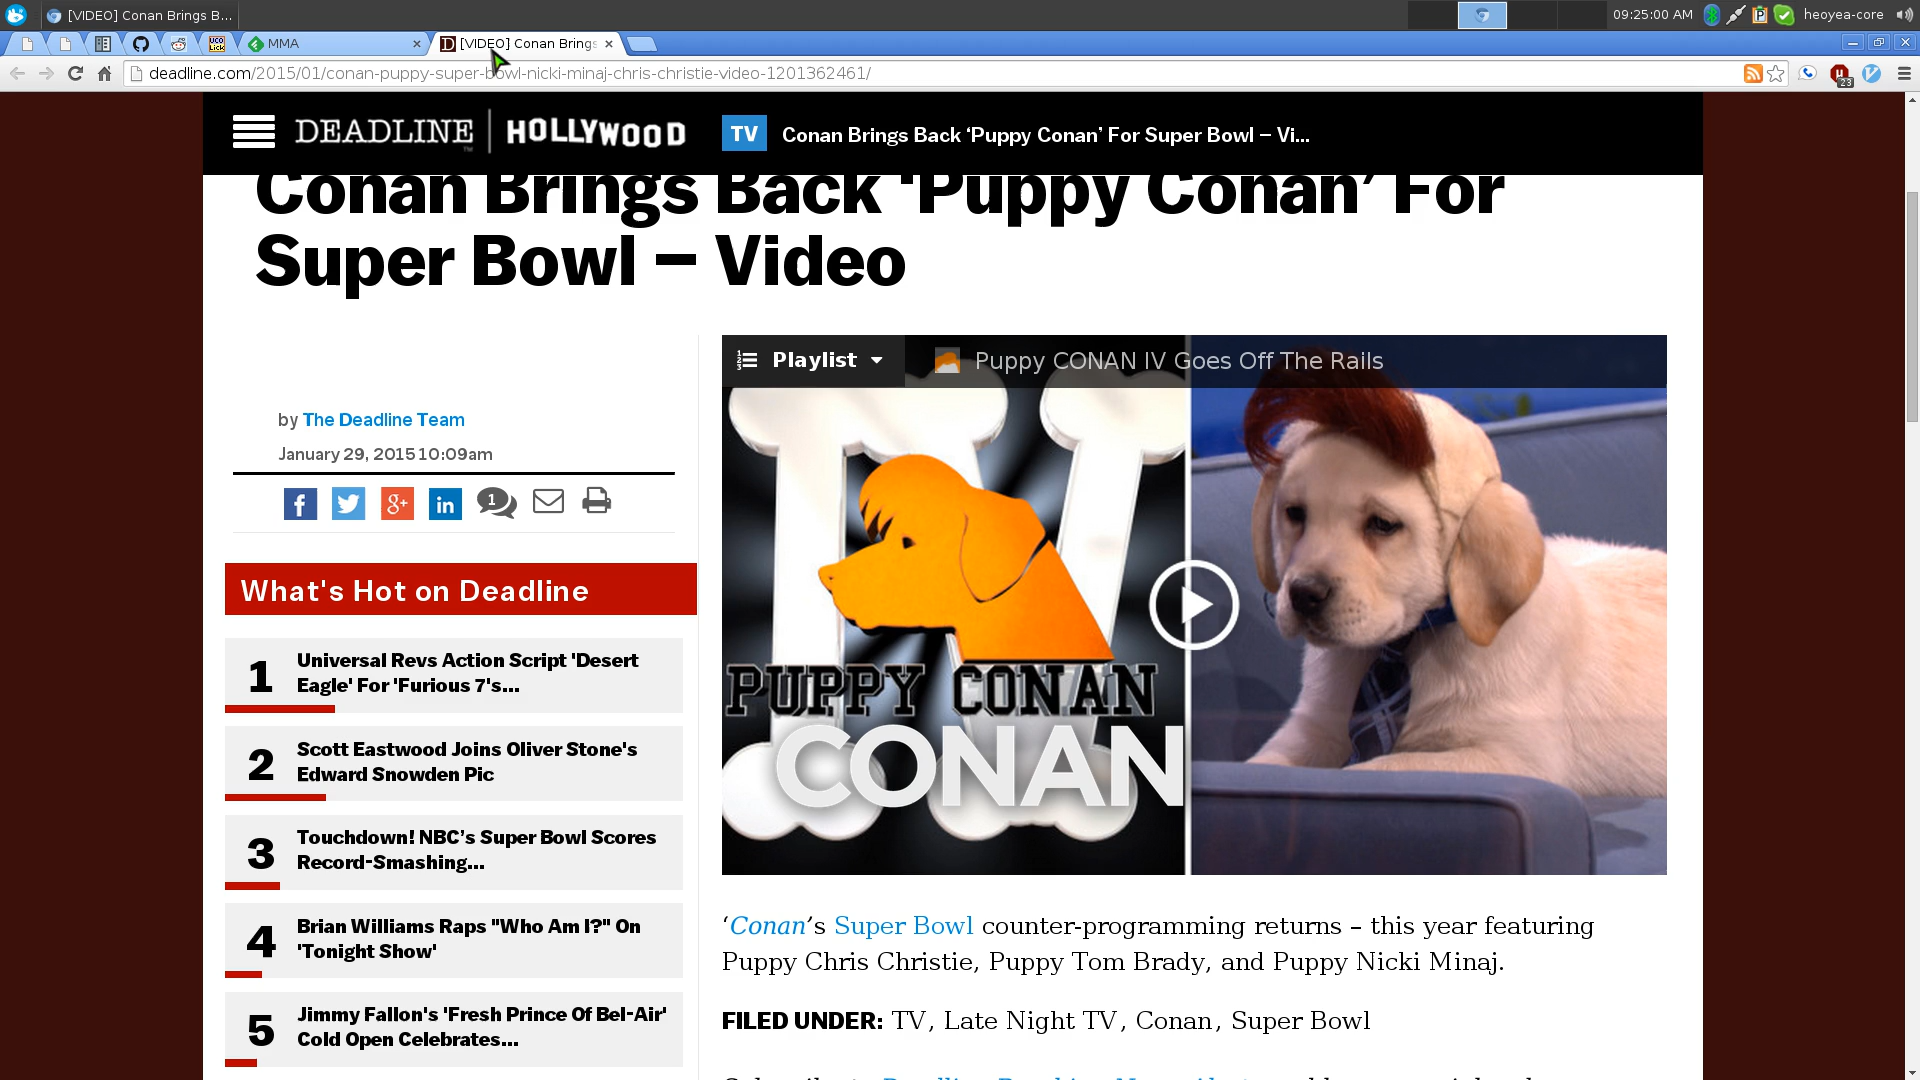 [VIDEO] Conan Brings B...
09:25:00 AM
heoyea-core
UCO
Lick
MMA
[VIDEO] Conan Brings
deadline.com/2015/01/conan-puppy-super-bowl-nicki-minaj-chris-christie-video-1201362461/
23
DEADLINE | HOLLYWOOD
TV
Conan Brings Back ‘Puppy Conan’ For Super Bowl – Vi...
Conan Brings Back ‘Puppy Conan’ For
Super Bowl – Video
by The Deadline Team
January 29, 2015 10:09am
1
What's Hot on Deadline
1
Universal Revs Action Script 'Desert
Eagle' For 'Furious 7's...
2
Scott Eastwood Joins Oliver Stone's
Edward Snowden Pic
3
Touchdown! NBC’s Super Bowl Scores
Record-Smashing...
4
Brian Williams Raps "Who Am I?" On
'Tonight Show'
5
Jimmy Fallon's 'Fresh Prince Of Bel-Air'
Cold Open Celebrates...
Playlist
Puppy CONAN IV Goes Off The Rails
IV
PUPPY CONAN
CONAN
‘Conan’s Super Bowl counter-programming returns – this year featuring
Puppy Chris Christie, Puppy Tom Brady, and Puppy Nicki Minaj.
FILED UNDER: TV, Late Night TV, Conan, Super Bowl